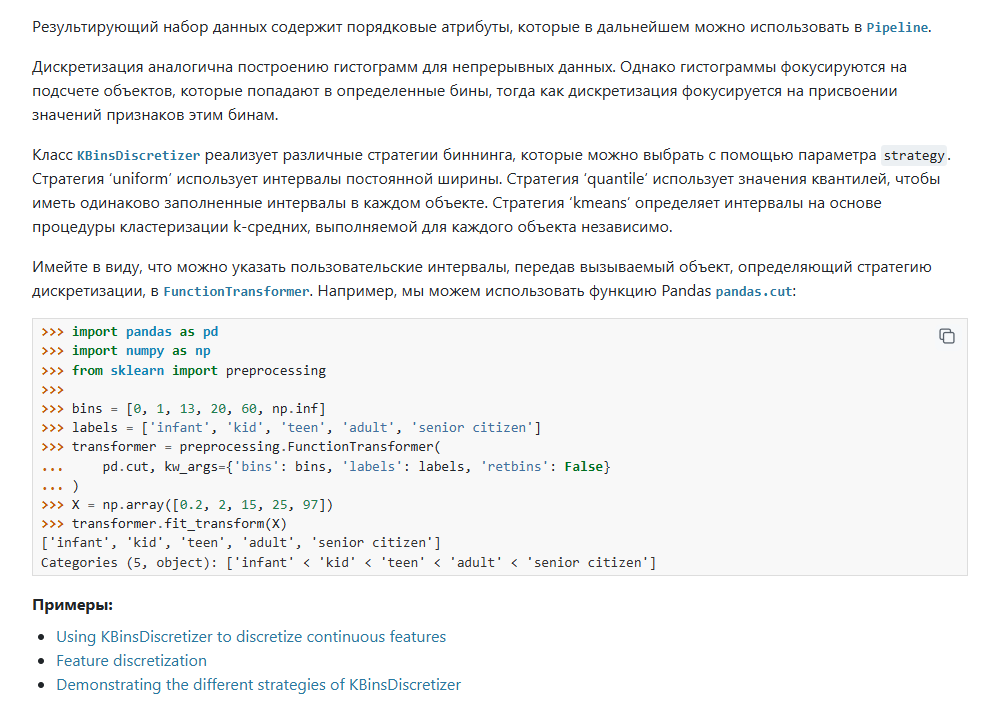 Результирующий набор данных содержит порядковые атрибуты, которые в дальнейшем можно использовать в Pipeline.
Дискретизация аналогична построению гистограмм для непрерывных данных. Однако гистограммы фокусируются на
подсчете объектов, которые попадают в определенные бины, тогда как дискретизация фокусируется на присвоении
значений признаков этим бинам.
Класс KBinsDiscretizer реализует различные стратегии биннинга, которые можно выбрать с помощью параметра strategy.
Стратегия ‘uniform’ использует интервалы постоянной ширины. Стратегия ‘quantile’ использует значения квантилей, чтобы
иметь одинаково заполненные интервалы в каждом объекте. Стратегия ‘kmeans’ определяет интервалы на основе
процедуры кластеризации k-средних, выполняемой для каждого объекта независимо.
Имейте в виду, что можно указать пользовательские интервалы, передав вызываемый объект, определяющий стратегию
дискретизации, в FunctionTransformer. Например, мы можем использовать функцию Pandas pandas.cut:
>>> import pandas as pd
>>> import numpy as np
>>> from sklearn import preprocessing
>>>
>>> bins = [0, 1, 13, 20, 60, np.inf]
>>> labels = ['infant', 'kid', 'teen', 'adult', 'senior citizen']
>>> transformer = preprocessing.FunctionTransformer(
...     pd.cut, kw_args={'bins': bins, 'labels': labels, 'retbins': False}
... )
>>> X = np.array([0.2, 2, 15, 25, 97])
>>> transformer.fit_transform(X)
['infant', 'kid', 'teen', 'adult', 'senior citizen']
Categories (5, object): ['infant' < 'kid' < 'teen' < 'adult' < 'senior citizen']
Примеры:
• Using KBinsDiscretizer to discretize continuous features
• Feature discretization
• Demonstrating the different strategies of KBinsDiscretizer